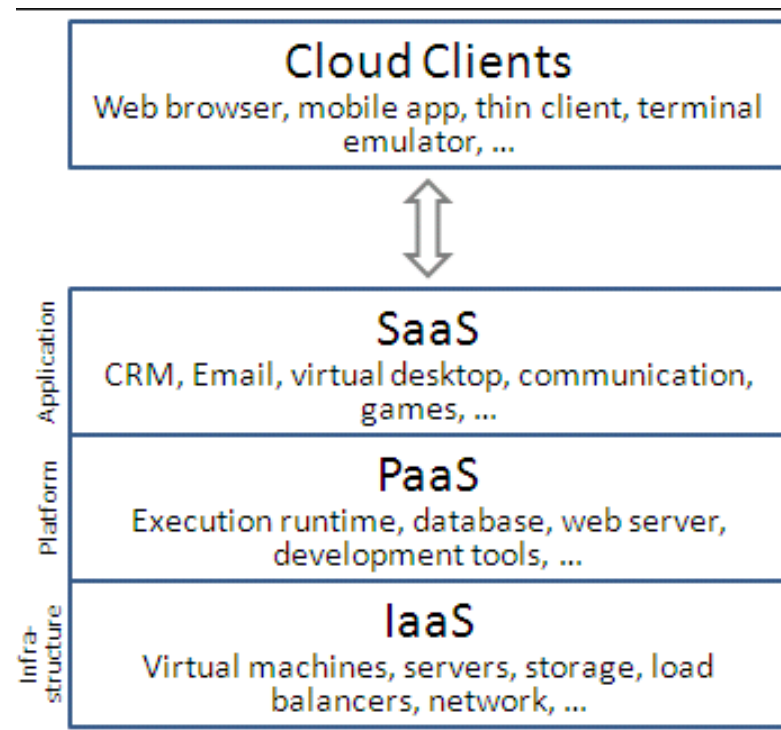 Cloud Clients
Web browser, mobile app, thin client, terminal
emulator, ...
Application
SaaS
CRM, Email, virtual desktop, communication,
games, ...
Platform
PaaS
Execution runtime, database, web server,
development tools, ...
Infra-
structure
IaaS
Virtual machines, servers, storage, load
balancers, network, ...